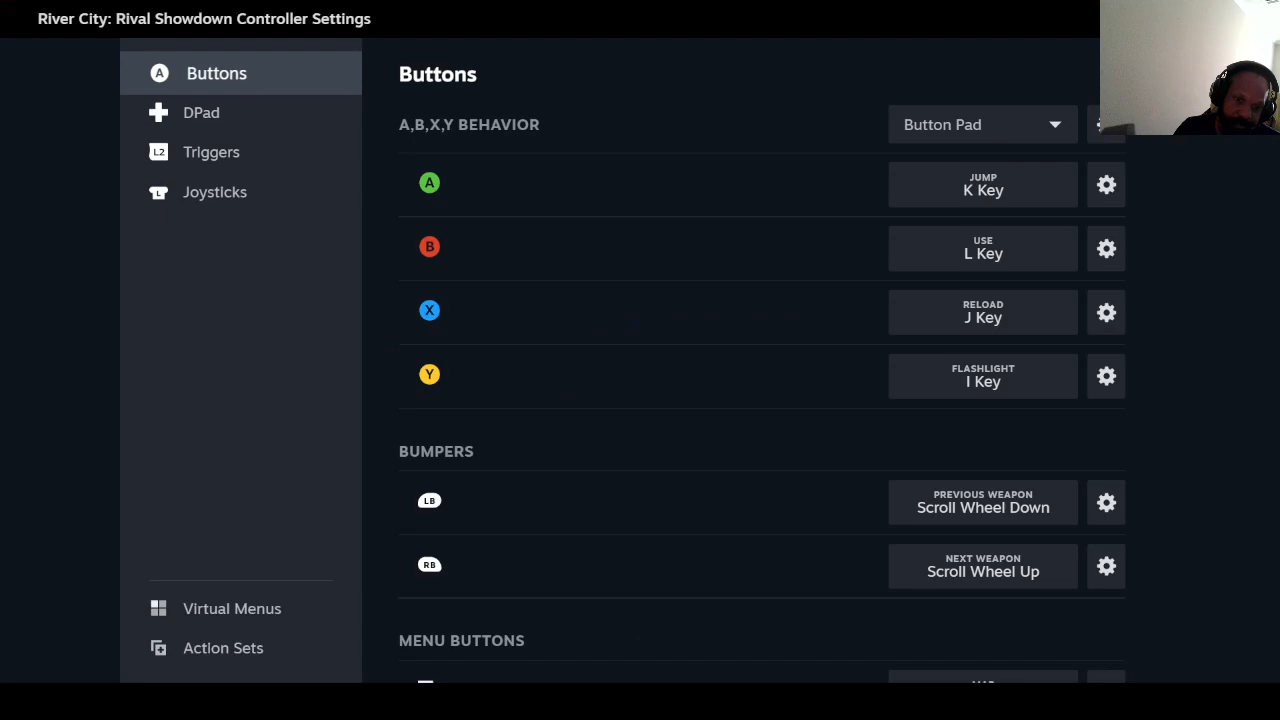 River City: Rival Showdown Controller Settings
A Buttons
DPad
L2 Triggers
L Joysticks
Virtual Menus
Action Sets
Buttons
A,B,X,Y BEHAVIOR
Button Pad
A
JUMP
K Key
B
USE
L Key
X
RELOAD
J Key
Y
FLASHLIGHT
I Key
BUMPERS
LB
PREVIOUS WEAPON
Scroll Wheel Down
RB
NEXT WEAPON
Scroll Wheel Up
MENU BUTTONS